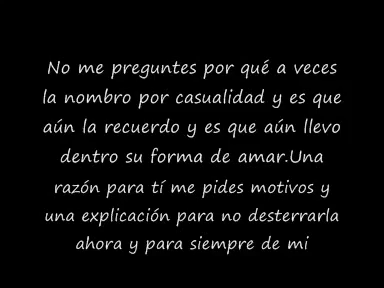 No me preguntes por qué a veces
la nombro por casualidad y es que
aún la recuerdo y es que aún llevo
dentro su forma de amar.Una
razón para tí me pides motivos y
una explicación para no desterrarla
ahora y para siempre de mi